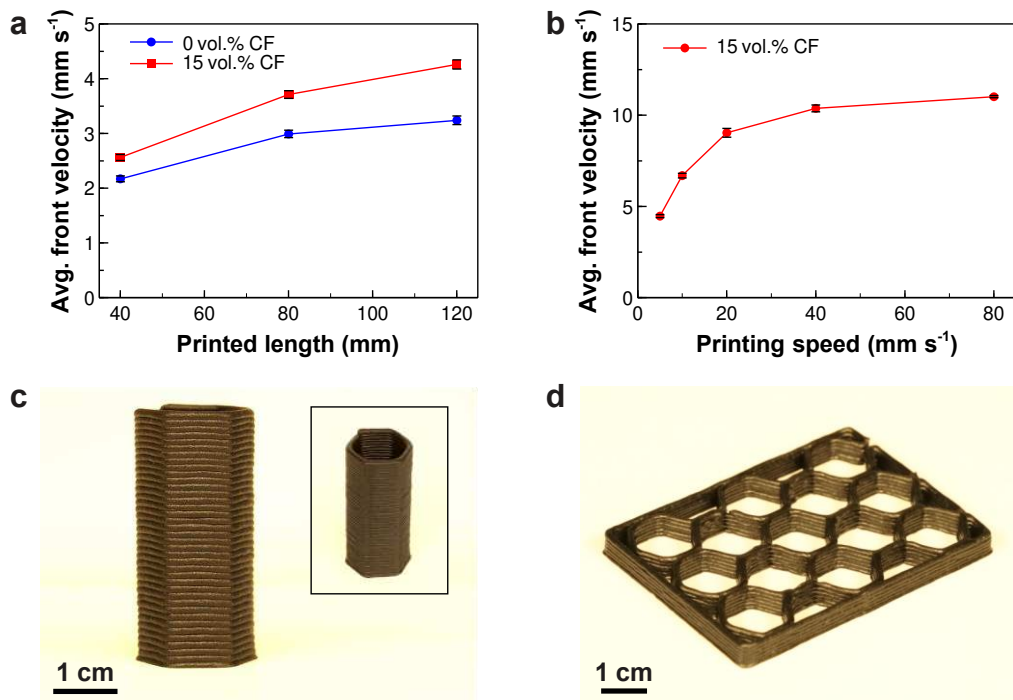 a
5
4
3
2
1
0
40
60
80
100
120
Avg. front velocity (mm s⁻¹)
Printed length (mm)
0 vol.% CF
15 vol.% CF
b
15
10
5
0
0
20
40
60
80
Avg. front velocity (mm s⁻¹)
Printing speed (mm s⁻¹)
15 vol.% CF
c
1 cm
d
1 cm